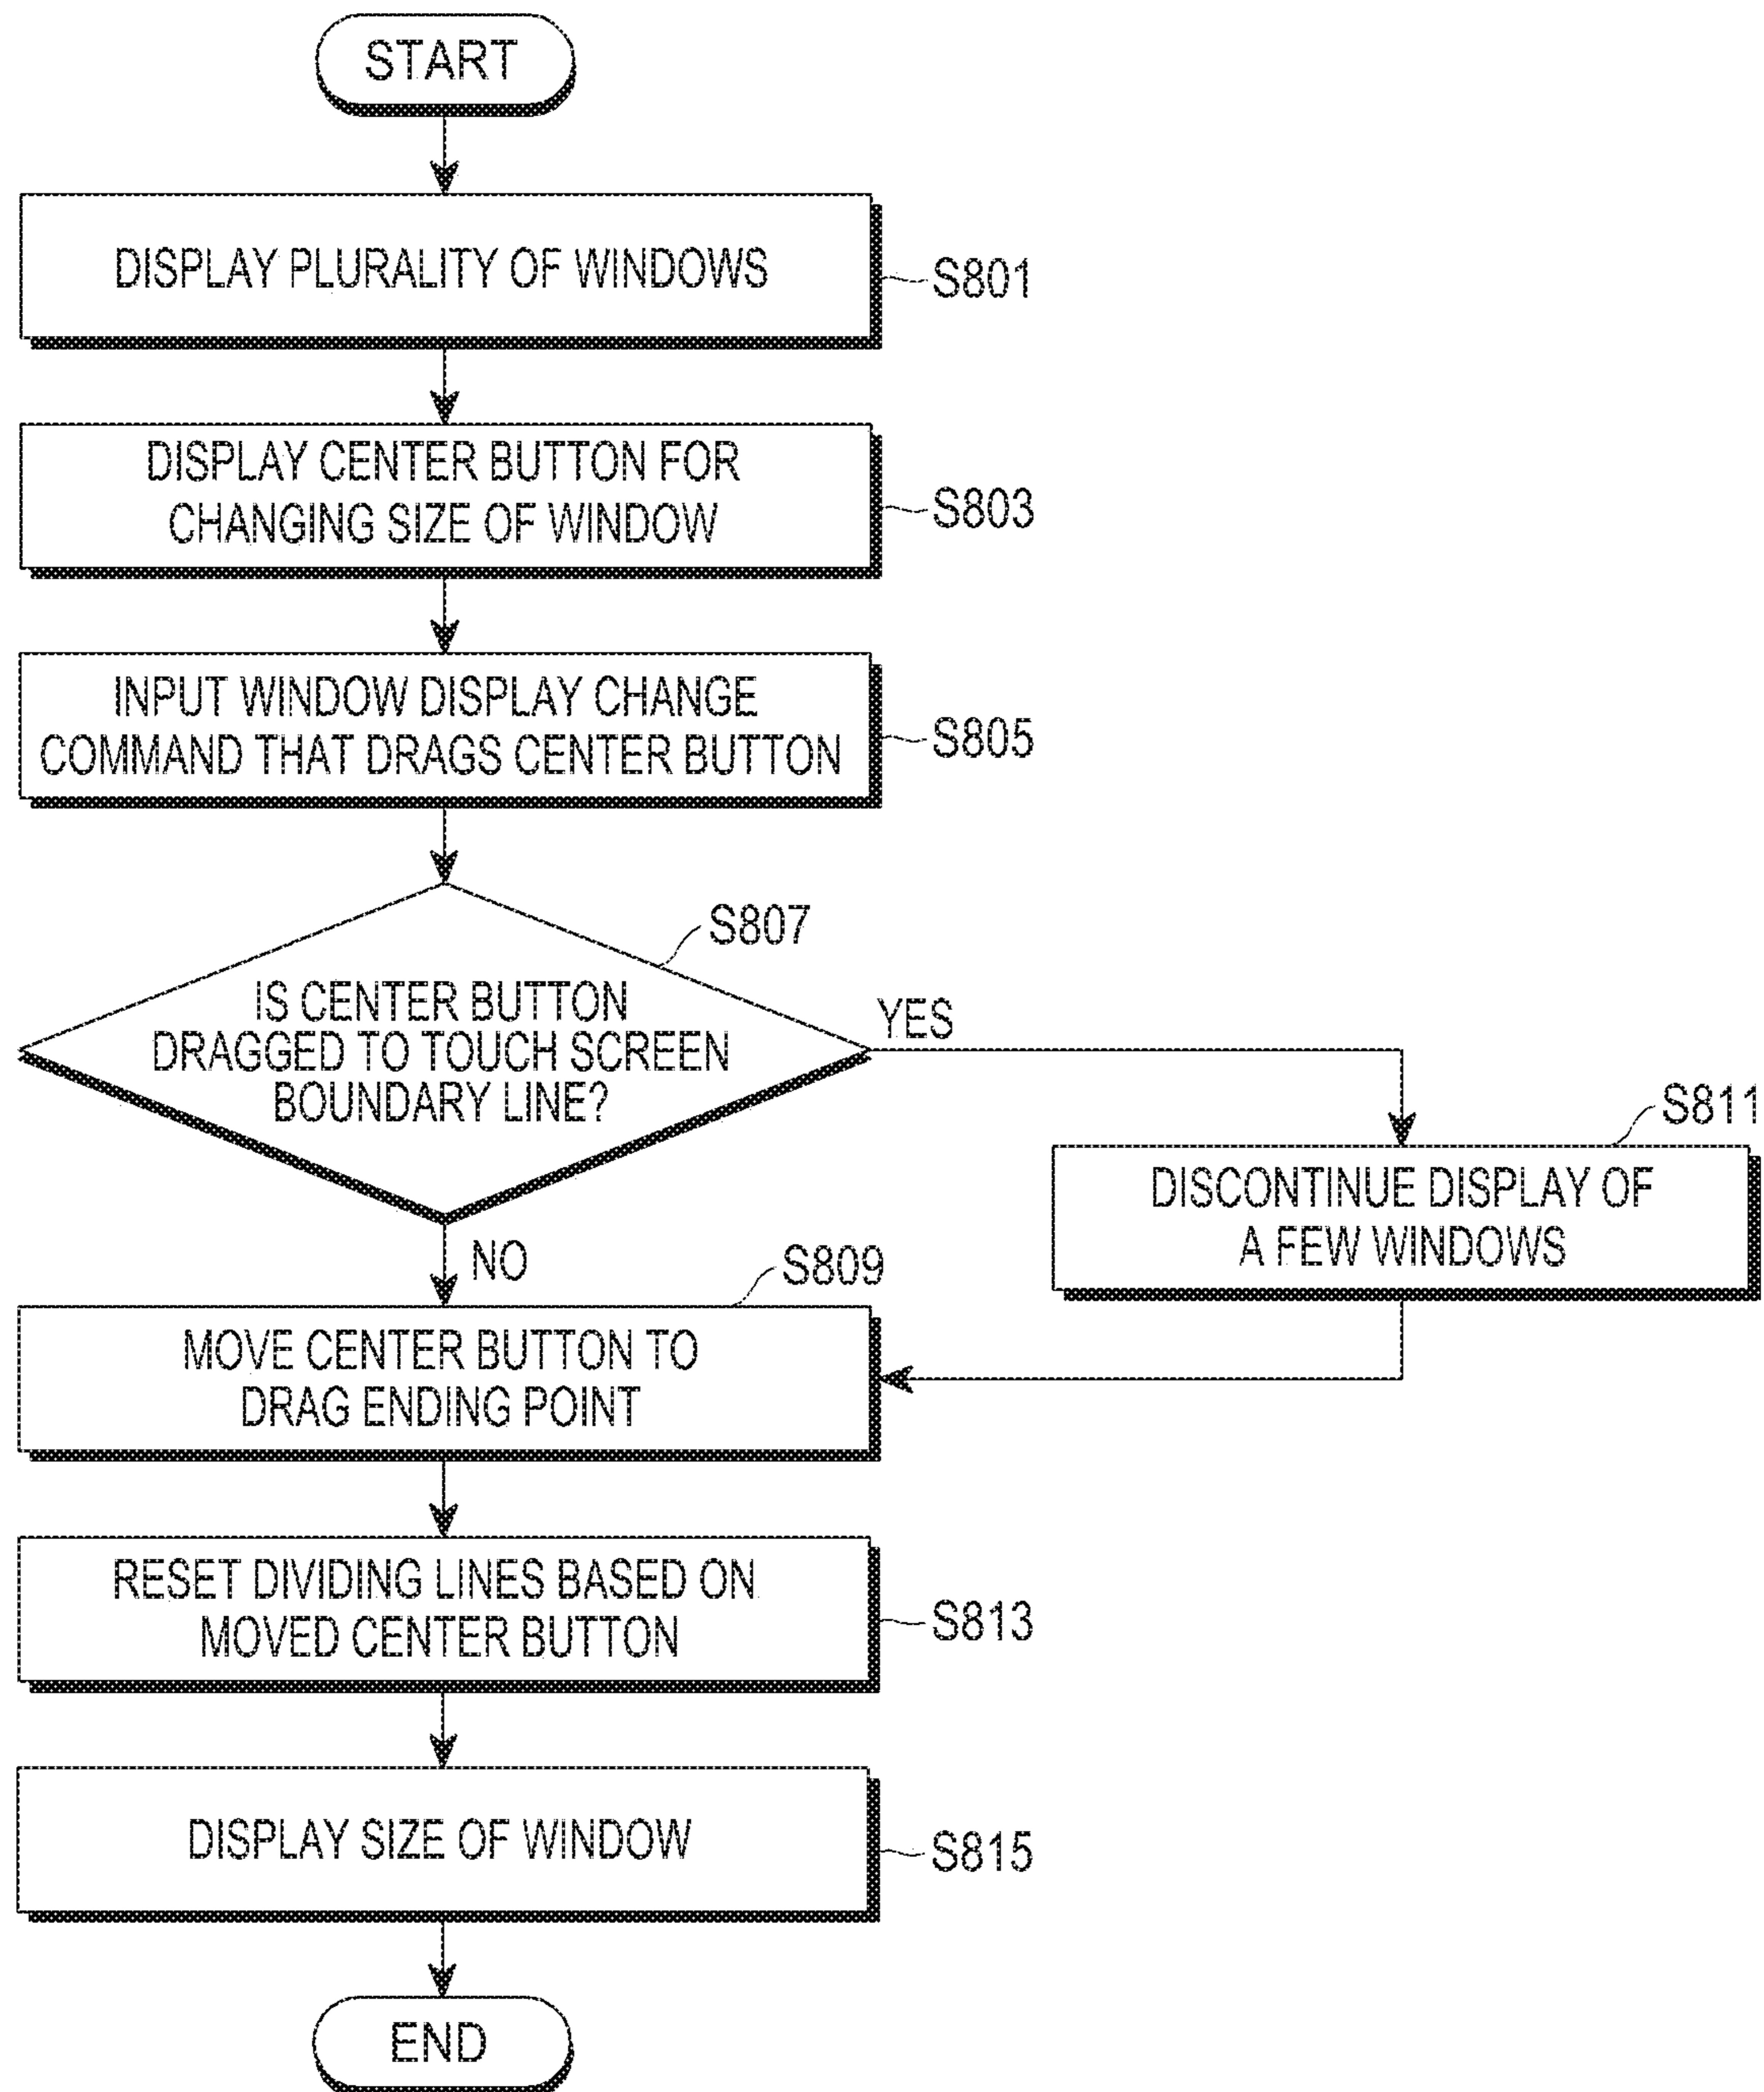 START
DISPLAY PLURALITY OF WINDOWS
S801
DISPLAY CENTER BUTTON FOR
CHANGING SIZE OF WINDOW
S803
INPUT WINDOW DISPLAY CHANGE
COMMAND THAT DRAGS CENTER BUTTON
S805
S807
IS CENTER BUTTON
DRAGGED TO TOUCH SCREEN
BOUNDARY LINE?
YES
S811
DISCONTINUE DISPLAY OF
A FEW WINDOWS
NO
S809
MOVE CENTER BUTTON TO
DRAG ENDING POINT
RESET DIVIDING LINES BASED ON
MOVED CENTER BUTTON
S813
DISPLAY SIZE OF WINDOW
S815
END